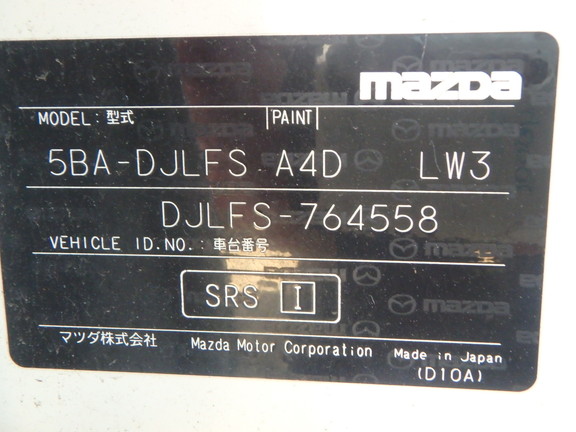 mazda
MODEL: 型式 PAINT
5BA-DJLFS A4D LW3
DJLFS-764558
VEHICLE ID.NO.: 車台番号
SRS I
マツダ株式会社 Mazda Motor Corporation Made in Japan
(D10A)